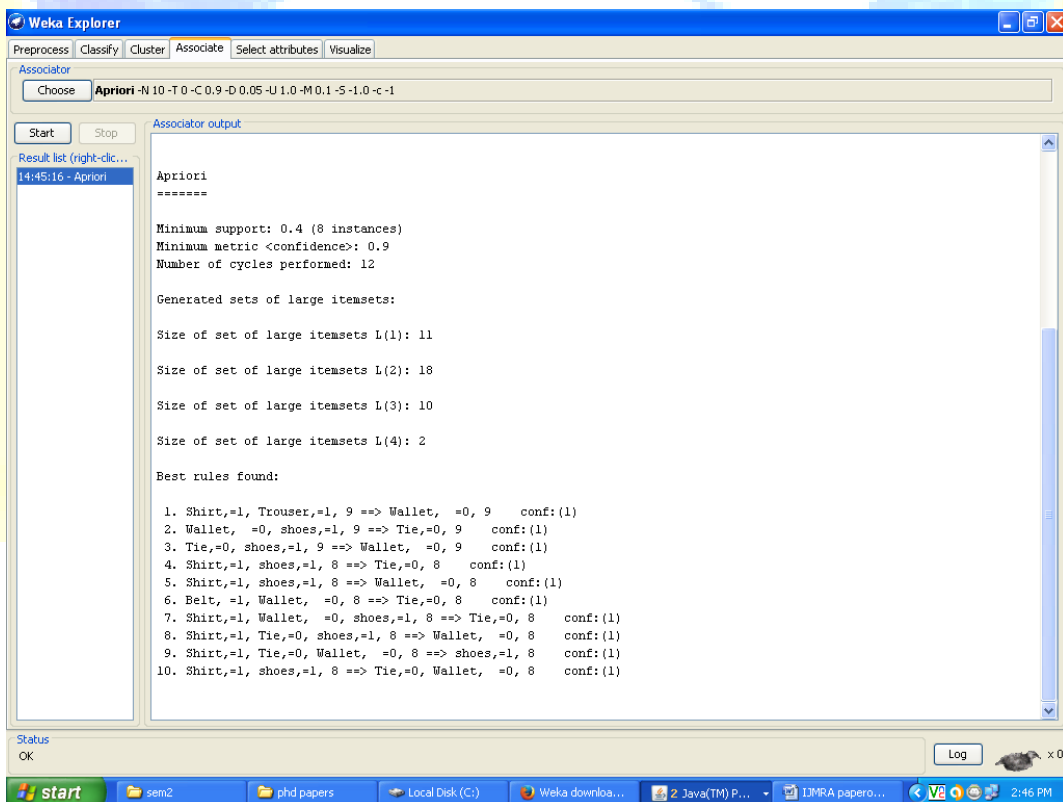 Weka Explorer
Preprocess Classify Cluster Associate Select attributes Visualize
Associator
Choose Apriori -N 10 -T 0 -C 0.9 -D 0.05 -U 1.0 -M 0.1 -S -1.0 -c -1
Start Stop
Result list (right-clic...
14:45:16 - Apriori
Associator output
Apriori
=======
Minimum support: 0.4 (8 instances)
Minimum metric <confidence>: 0.9
Number of cycles performed: 12
Generated sets of large itemsets:
Size of set of large itemsets L(1): 11
Size of set of large itemsets L(2): 18
Size of set of large itemsets L(3): 10
Size of set of large itemsets L(4): 2
Best rules found:
1. Shirt,=1, Trouser,=1, 9 ==> Wallet,  =0, 9    conf:(1)
2. Wallet,  =0, shoes,=1, 9 ==> Tie,=0, 9    conf:(1)
3. Tie,=0, shoes,=1, 9 ==> Wallet,  =0, 9    conf:(1)
4. Shirt,=1, shoes,=1, 8 ==> Tie,=0, 8    conf:(1)
5. Shirt,=1, shoes,=1, 8 ==> Wallet,  =0, 8    conf:(1)
6. Belt, =1, Wallet,  =0, 8 ==> Tie,=0, 8    conf:(1)
7. Shirt,=1, Wallet,  =0, shoes,=1, 8 ==> Tie,=0, 8    conf:(1)
8. Shirt,=1, Tie,=0, shoes,=1, 8 ==> Wallet,  =0, 8    conf:(1)
9. Shirt,=1, Tie,=0, Wallet,  =0, 8 ==> shoes,=1, 8    conf:(1)
10. Shirt,=1, shoes,=1, 8 ==> Tie,=0, Wallet,  =0, 8    conf:(1)
Status
OK
Log
x 0
start sem2 phd papers Local Disk (C:) Weka downloa... 2 Java(TM) P... IJMRA papero... 2:46 PM